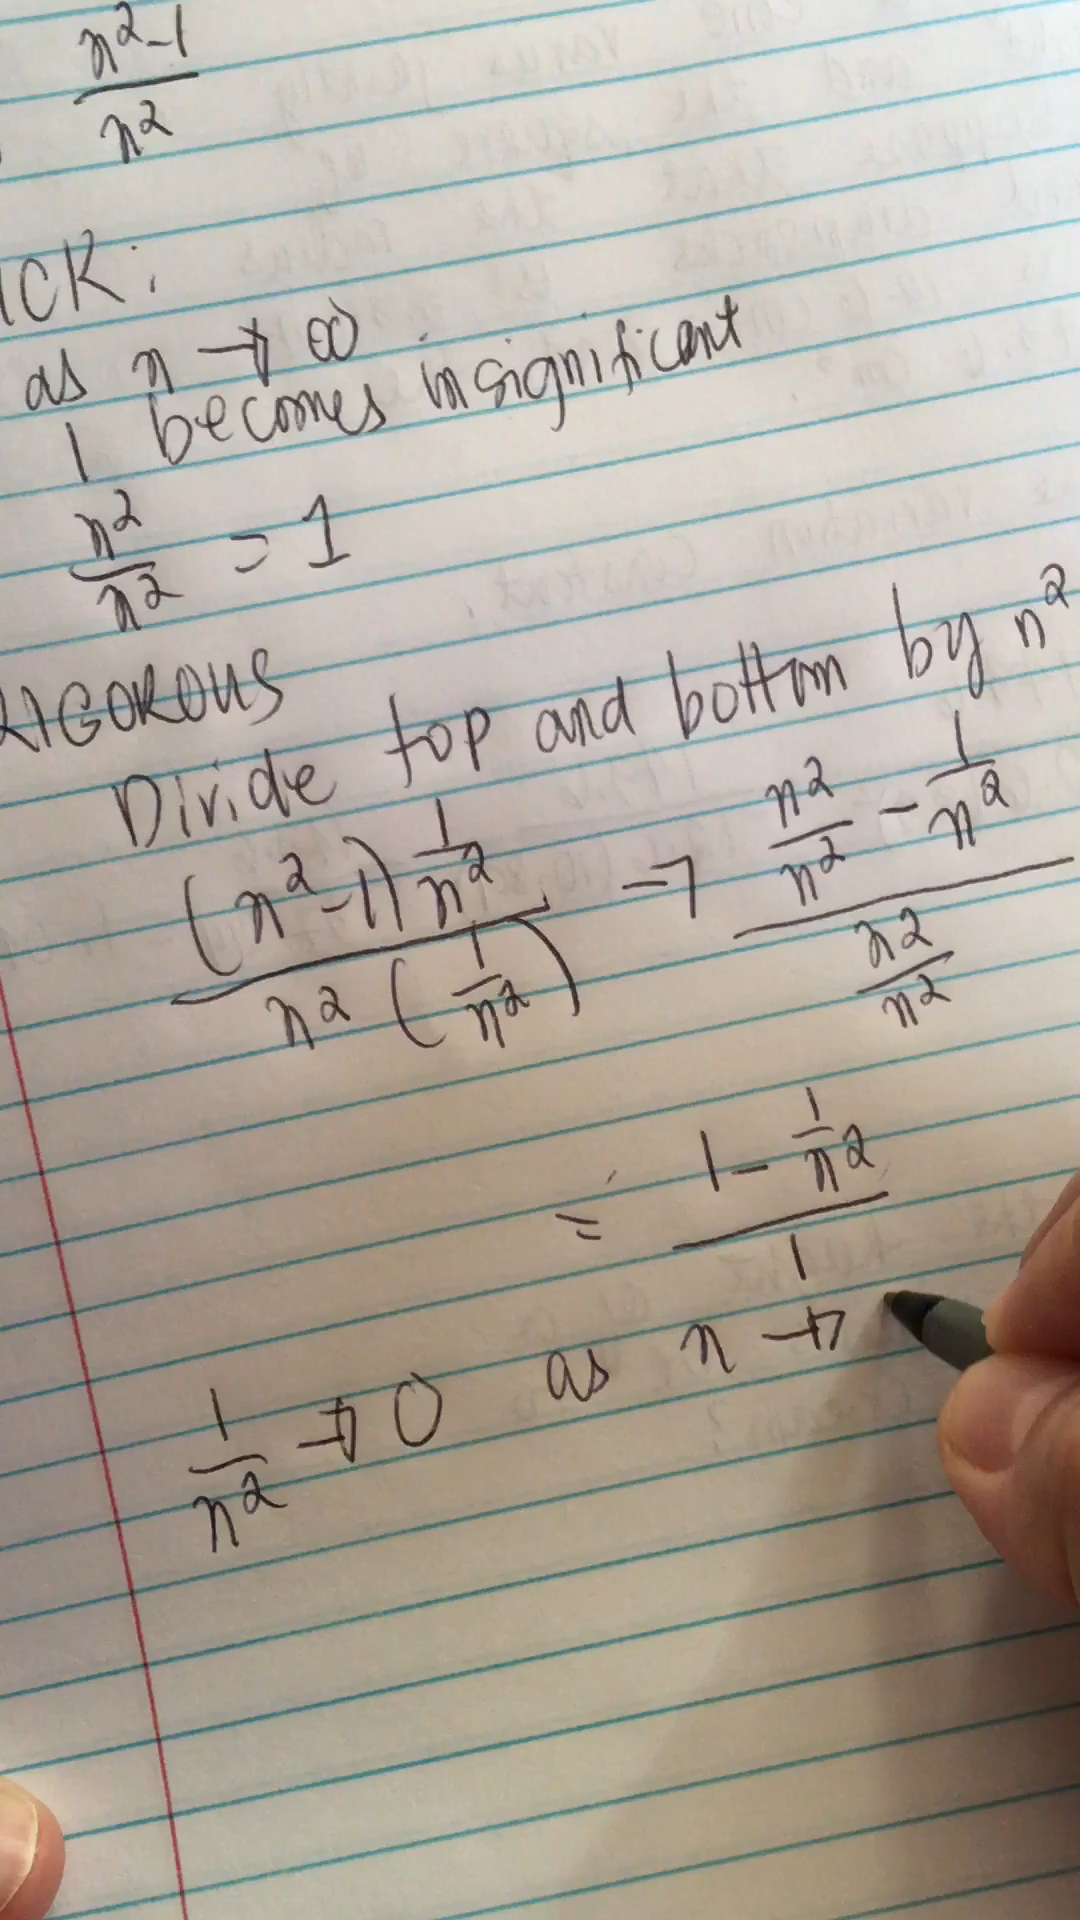 n²-1
n²
ICK:
as n → ∞
1 becomes insignificant
n²/n² = 1
RIGOROUS
Divide top and bottom by n²
(n²-1) 1/n² → n²/n² - 1/n²
n² (1/n²) n²/n²
= 1 - 1/n²
1
1/n² → 0 as n →